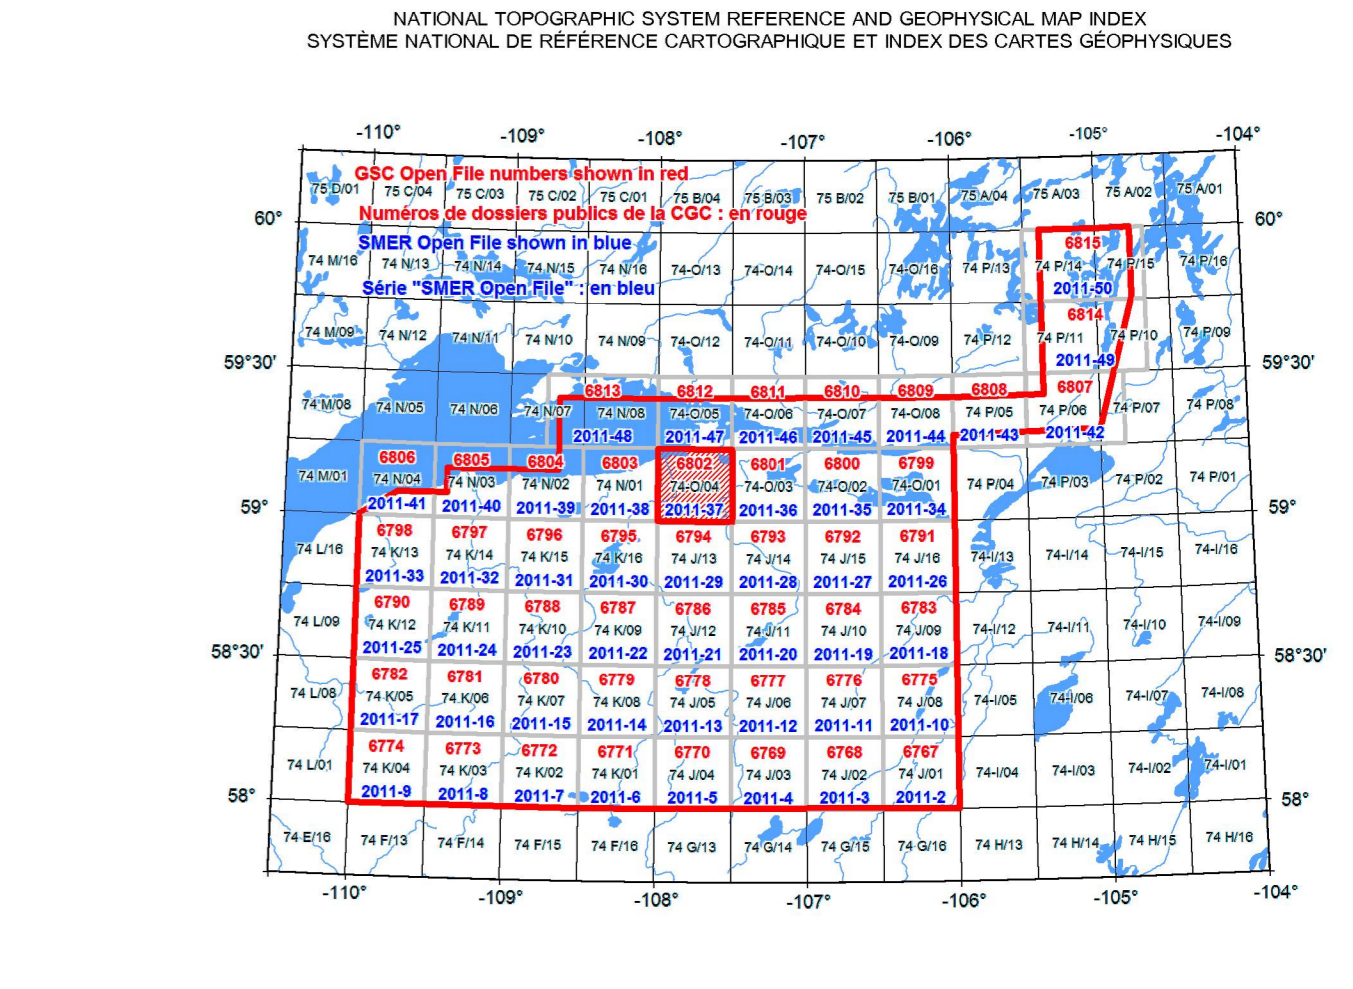 NATIONAL TOPOGRAPHIC SYSTEM REFERENCE AND GEOPHYSICAL MAP INDEX
SYSTÈME NATIONAL DE RÉFÉRENCE CARTOGRAPHIQUE ET INDEX DES CARTES GÉOPHYSIQUES
-110° -109° -108° -107° -106° -105° -104°
GSC Open File numbers shown in red
75 D/01 75 C/04 75 C/03 75 C/02 75 C/01 75 B/04 75 B/03 75 B/02 75 B/01 75 A/04 75 A/03 75 A/02 75 A/01
Numéros de dossiers publics de la CGC : en rouge
60° 60°
SMER Open File shown in blue
6815
74 M/16 74 N/13 74 N/14 74 N/15 74 N/16 74-O/13 74-O/14 74-O/15 74-O/16 74 P/13 74 P/14 74 P/15 74 P/16
Série "SMER Open File" : en bleu
2011-50
6814
74 M/09 74 N/12 74 N/11 74 N/10 74 N/09 74-O/12 74-O/11 74-O/10 74-O/09 74 P/12 74 P/11 74 P/10 74 P/09
2011-49
59°30' 59°30'
6813 6812 6811 6810 6809 6808 6807
74 M/08 74 N/05 74 N/06 74 N/07 74 N/08 74-O/05 74-O/06 74-O/07 74-O/08 74 P/05 74 P/06 74 P/07 74 P/08
2011-48 2011-47 2011-46 2011-45 2011-44 2011-43 2011-42
6806 6805 6804 6803 6802 6801 6800 6799
74 M/01 74 N/04 74 N/03 74 N/02 74 N/01 74-O/04 74-O/03 74-O/02 74-O/01 74 P/04 74 P/03 74 P/02 74 P/01
2011-41 2011-40 2011-39 2011-38 2011-37 2011-36 2011-35 2011-34
59° 59°
6798 6797 6796 6795 6794 6793 6792 6791
74 L/16 74 K/13 74 K/14 74 K/15 74 K/16 74 J/13 74 J/14 74 J/15 74 J/16 74-I/13 74-I/14 74-I/15 74-I/16
2011-33 2011-32 2011-31 2011-30 2011-29 2011-28 2011-27 2011-26
6790 6789 6788 6787 6786 6785 6784 6783
74 L/09 74 K/12 74 K/11 74 K/10 74 K/09 74 J/12 74 J/11 74 J/10 74 J/09 74-I/12 74-I/11 74-I/10 74-I/09
2011-25 2011-24 2011-23 2011-22 2011-21 2011-20 2011-19 2011-18
58°30' 58°30'
6782 6781 6780 6779 6778 6777 6776 6775
74 L/08 74 K/05 74 K/06 74 K/07 74 K/08 74 J/05 74 J/06 74 J/07 74 J/08 74-I/05 74-I/06 74-I/07 74-I/08
2011-17 2011-16 2011-15 2011-14 2011-13 2011-12 2011-11 2011-10
6774 6773 6772 6771 6770 6769 6768 6767
74 L/01 74 K/04 74 K/03 74 K/02 74 K/01 74 J/04 74 J/03 74 J/02 74 J/01 74-I/04 74-I/03 74-I/02 74-I/01
2011-9 2011-8 2011-7 2011-6 2011-5 2011-4 2011-3 2011-2
58° 58°
74 E/16 74 F/13 74 F/14 74 F/15 74 F/16 74 G/13 74 G/14 74 G/15 74 G/16 74 H/13 74 H/14 74 H/15 74 H/16
-110° -109° -108° -107° -106° -105° -104°